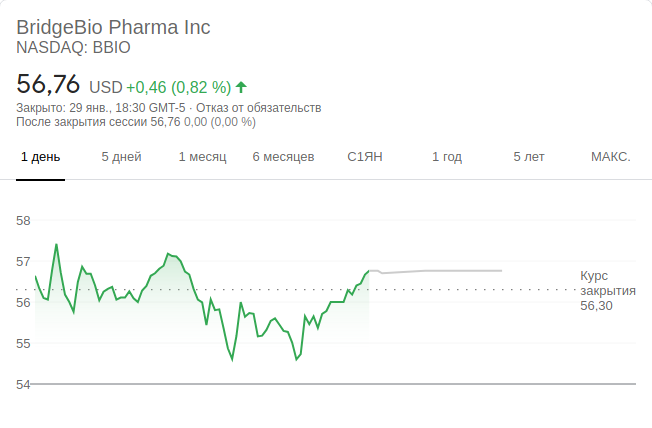 BridgeBio Pharma Inc
NASDAQ: BBIO
56,76 USD +0,46 (0,82 %)
Закрыто: 29 янв., 18:30 GMT-5 · Отказ от обязательств
После закрытия сессии 56,76 0,00 (0,00 %)
1 день 5 дней 1 месяц 6 месяцев С1ЯН 1 год 5 лет МАКС.
58
57
56
55
54
Курс
закрытия
56,30